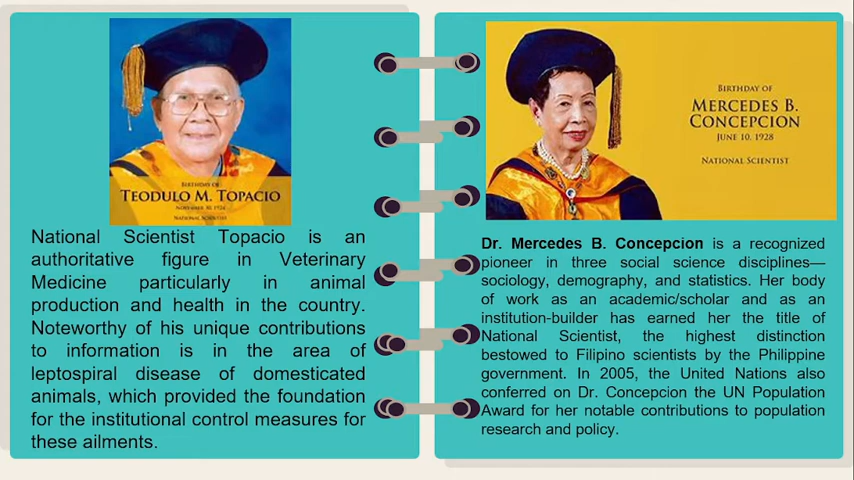 BIRTHDAY OF
TEODULO M. TOPACIO
NATIONAL SCIENTIST
National Scientist Topacio is an
authoritative figure in Veterinary
Medicine particularly in animal
production and health in the country.
Noteworthy of his unique contributions
to information is in the area of
leptospiral disease of domesticated
animals, which provided the foundation
for the institutional control measures for
these ailments.
BIRTHDAY OF
MERCEDES B.
CONCEPCION
JUNE 10, 1928
NATIONAL SCIENTIST
Dr. Mercedes B. Concepcion is a recognized
pioneer in three social science disciplines—
sociology, demography, and statistics. Her body
of work as an academic/scholar and as an
institution-builder has earned her the title of
National Scientist, the highest distinction
bestowed to Filipino scientists by the Philippine
government. In 2005, the United Nations also
conferred on Dr. Concepcion the UN Population
Award for her notable contributions to population
research and policy.